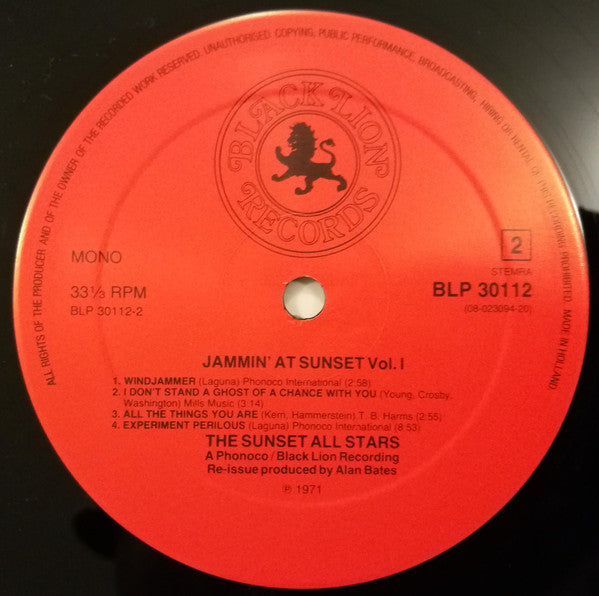 ALL RIGHTS OF THE PRODUCER AND OF THE OWNER OF THE RECORDED WORK RESERVED. UNAUTHORISED COPYING, PUBLIC PERFORMANCE, BROADCASTING, HIRING OR RENTAL OF THIS RECORDING PROHIBITED. MADE IN HOLLAND.
BLACK LION
RECORDS
MONO
2
STEMRA
33⅓ RPM
BLP 30112
BLP 30112-2
(08-023094-20)
JAMMIN' AT SUNSET Vol. I
1. WINDJAMMER (Laguna) Phonoco International (2:58)
2. I DON'T STAND A GHOST OF A CHANCE WITH YOU (Young, Crosby,
Washington) Mills Music (3:14)
3. ALL THE THINGS YOU ARE (Kern, Hammerstein) T. B. Harms (2:55)
4. EXPERIMENT PERILOUS (Laguna) Phonoco International (8:53)
THE SUNSET ALL STARS
A Phonoco / Black Lion Recording
Re-issue produced by Alan Bates
℗ 1971